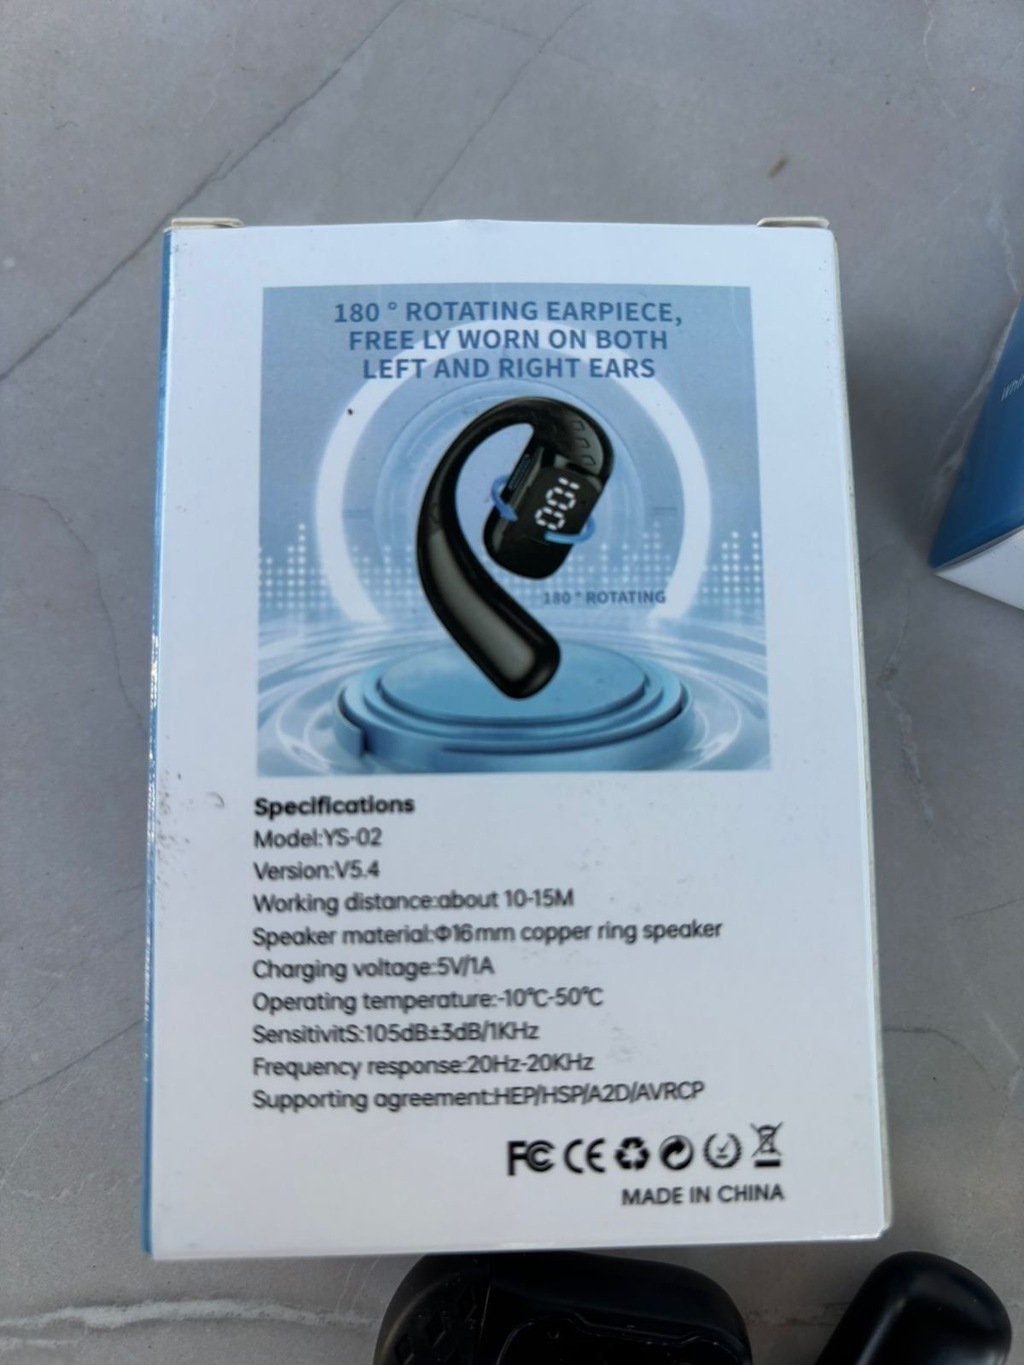 180 ° ROTATING EARPIECE,
FREE LY WORN ON BOTH
LEFT AND RIGHT EARS
100
180 ° ROTATING
Specifications
Model:YS-02
Version:V5.4
Working distance:about 10-15M
Speaker material:Φ16mm copper ring speaker
Charging voltage:5V/1A
Operating temperature:-10℃-50℃
SensitivitS:105dB±3dB/1KHz
Frequency response:20Hz-20KHz
Supporting agreement:HEP/HSP/A2D/AVRCP
FC CE
MADE IN CHINA